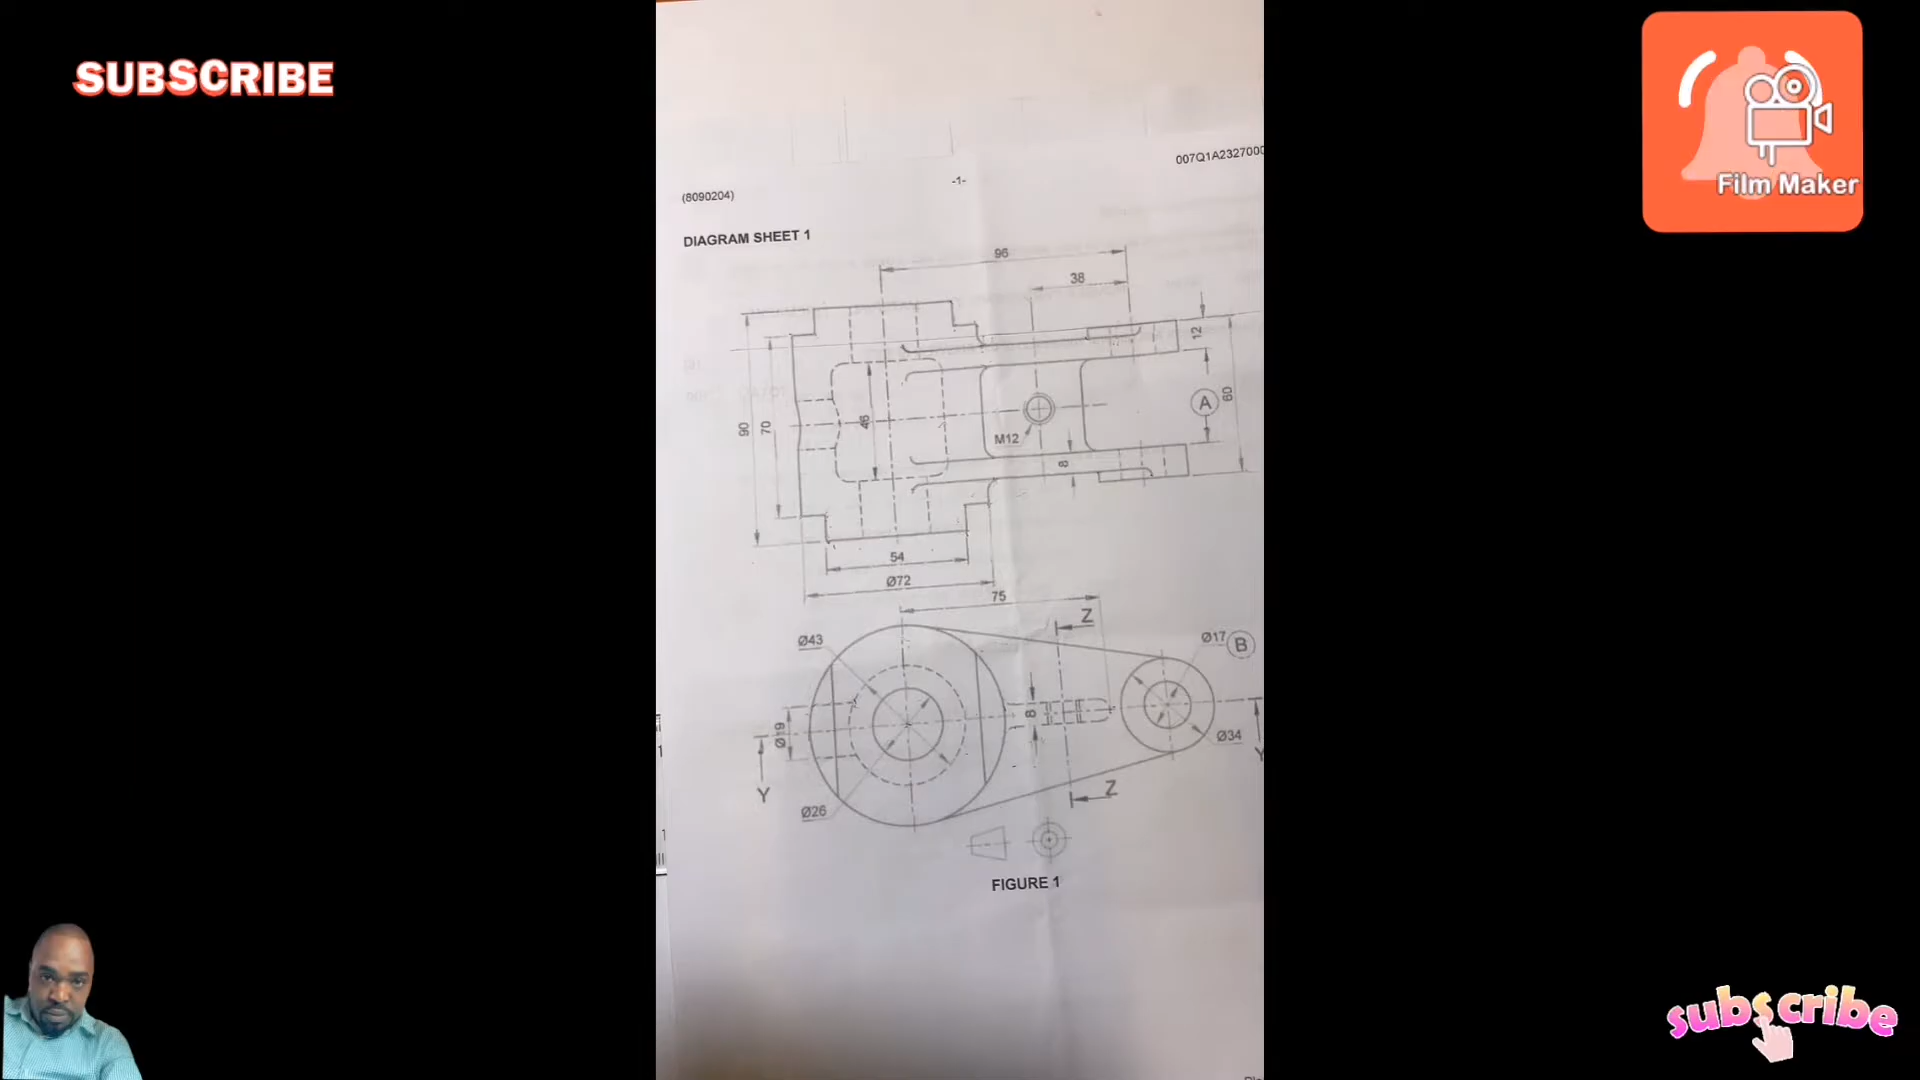 SUBSCRIBE
Film Maker
007Q1A2327000
-1-
(8090204)
DIAGRAM SHEET 1
96
38
12
90
70
46
A
60
M12
8
54
Ø72
75
Z
Ø43
Ø17 B
Ø19
8
Ø34
Y
Y
Z
Ø26
FIGURE 1
subscribe